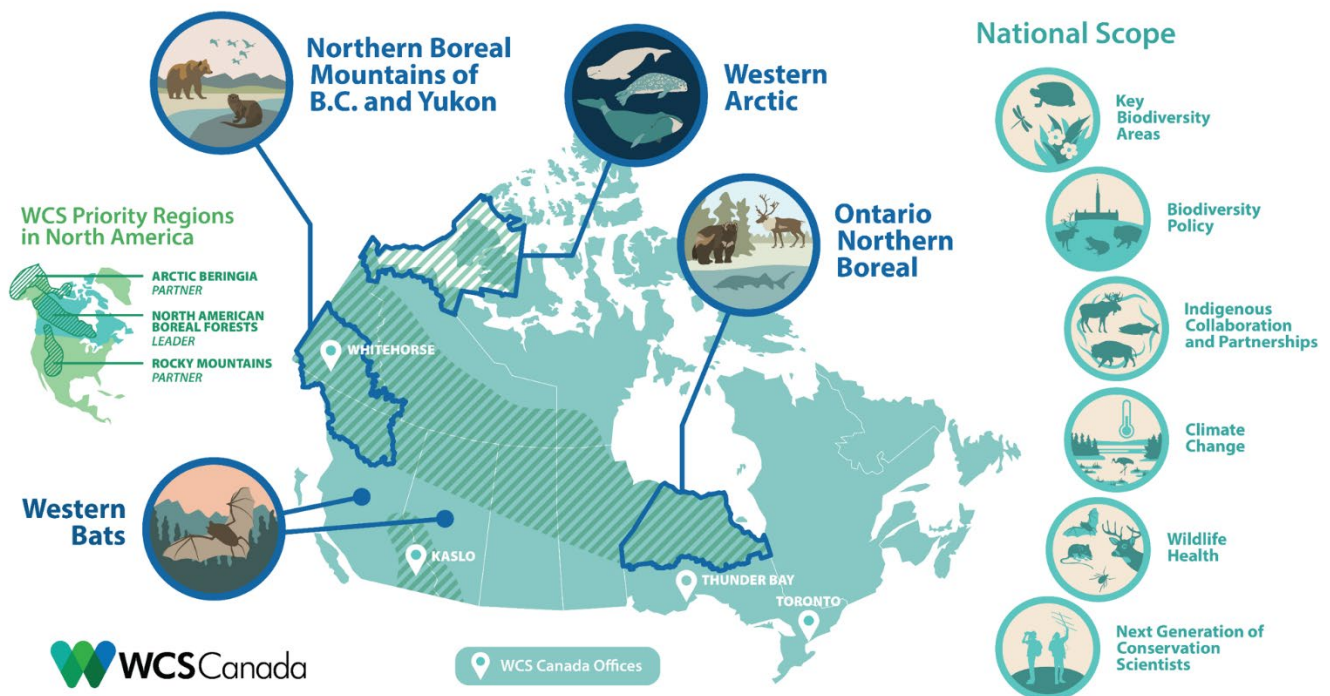 Northern Boreal
Mountains of
B.C. and Yukon
Western
Arctic
National Scope
Key
Biodiversity
Areas
Biodiversity
Policy
Indigenous
Collaboration
and Partnerships
Climate
Change
Wildlife
Health
Next Generation of
Conservation
Scientists
WCS Priority Regions
in North America
ARCTIC BERINGIA
PARTNER
NORTH AMERICAN
BOREAL FORESTS
LEADER
ROCKY MOUNTAINS
PARTNER
Ontario
Northern
Boreal
WHITEHORSE
Western
Bats
KASLO
THUNDER BAY
TORONTO
WCS Canada
WCS Canada Offices